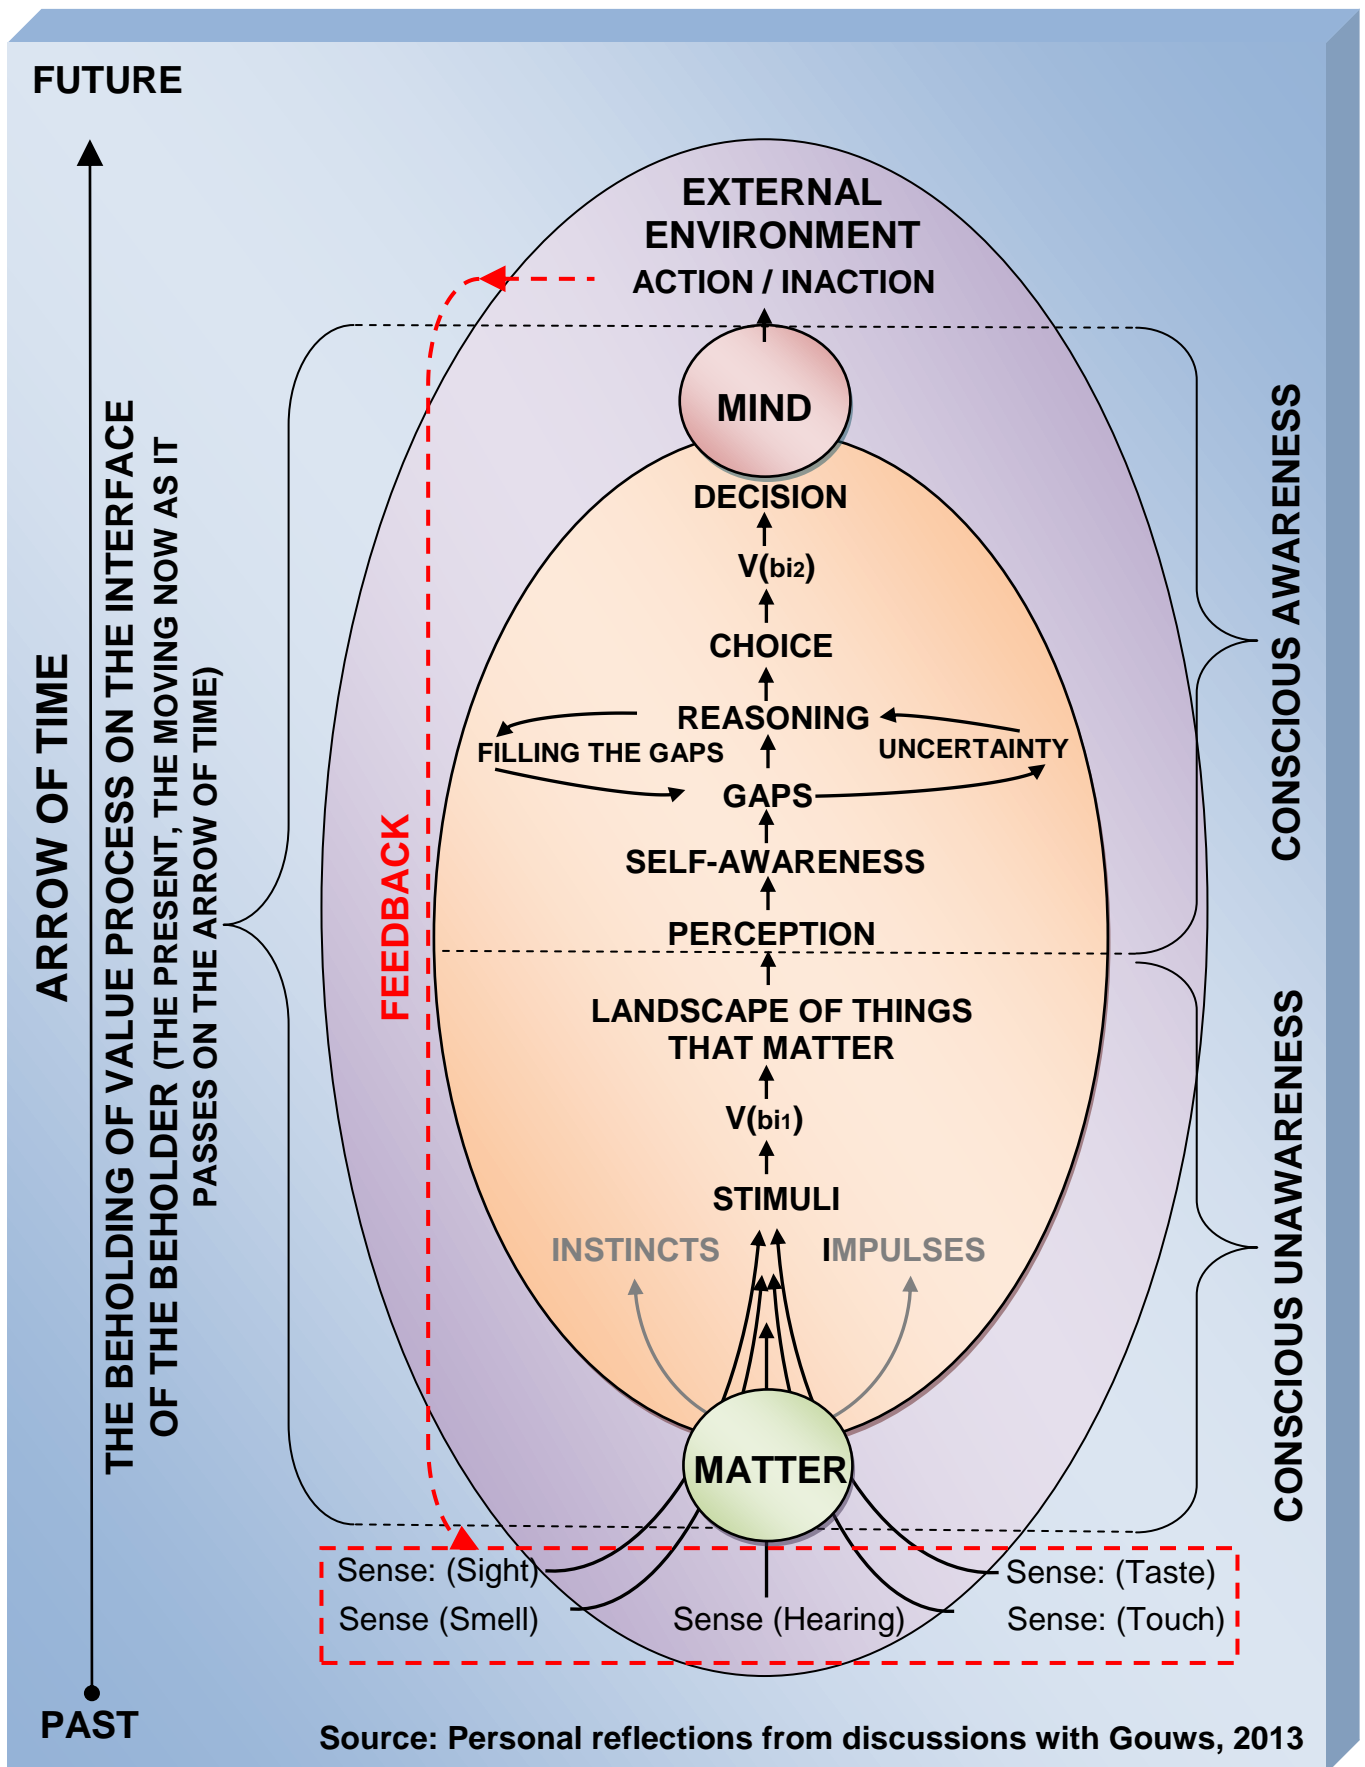 FUTURE
EXTERNAL
ENVIRONMENT
ACTION / INACTION
MIND
DECISION
V(bi2)
CHOICE
REASONING
FILLING THE GAPS
UNCERTAINTY
GAPS
SELF-AWARENESS
PERCEPTION
LANDSCAPE OF THINGS
THAT MATTER
V(bi1)
STIMULI
INSTINCTS
IMPULSES
MATTER
Sense: (Sight)
Sense: (Taste)
Sense (Smell)
Sense (Hearing)
Sense: (Touch)
ARROW OF TIME
THE BEHOLDING OF VALUE PROCESS ON THE INTERFACE
OF THE BEHOLDER (THE PRESENT, THE MOVING NOW AS IT
PASSES ON THE ARROW OF TIME)
FEEDBACK
CONSCIOUS AWARENESS
CONSCIOUS UNAWARENESS
PAST
Source: Personal reflections from discussions with Gouws, 2013